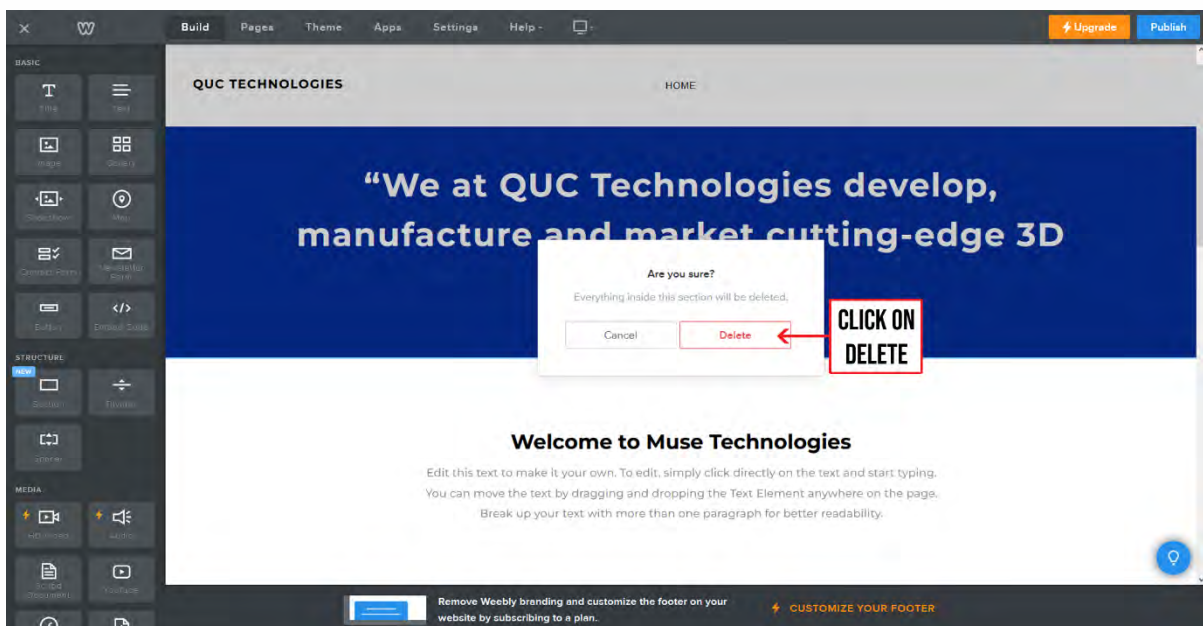 Build Pages Theme Apps Settings Help
Upgrade Publish
BASIC
Title Text
Image Gallery
Slideshow Map
Contact Form Newsletter Form
Button Embed Code
STRUCTURE
NEW
Section Divider
Spacer
MEDIA
HD Video Audio
Scribd Document YouTube
QUC TECHNOLOGIES
HOME
“We at QUC Technologies develop,
manufacture and market cutting-edge 3D
Are you sure?
Everything inside this section will be deleted.
Cancel Delete
CLICK ON
DELETE
Welcome to Muse Technologies
Edit this text to make it your own. To edit, simply click directly on the text and start typing.
You can move the text by dragging and dropping the Text Element anywhere on the page.
Break up your text with more than one paragraph for better readability.
Remove Weebly branding and customize the footer on your
website by subscribing to a plan.
CUSTOMIZE YOUR FOOTER